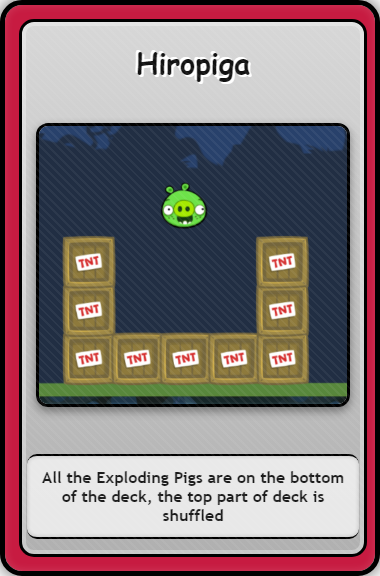 Hiropiga
TNT TNT
TNT TNT
TNT TNT TNT TNT TNT
All the Exploding Pigs are on the bottom
of the deck, the top part of deck is
shuffled